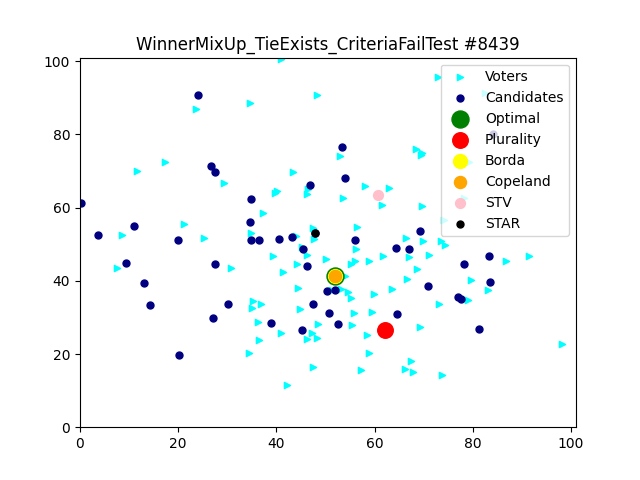 WinnerMixUp_TieExists_CriteriaFailTest #8439
100
80
60
40
20
0
0 20 40 60 80 100
Voters
Candidates
Optimal
Plurality
Borda
Copeland
STV
STAR